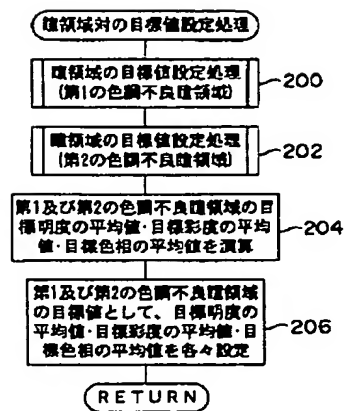 瞳領域対の目標値設定処理
瞳領域の目標値設定処理
(第1の色調不良瞳領域)
200
瞳領域の目標値設定処理
(第2の色調不良瞳領域)
202
第1及び第2の色調不良瞳領域の目
標明度の平均値・目標彩度の平均
値・目標色相の平均値を演算
204
第1及び第2の色調不良瞳領域
の目標値として、目標明度の
平均値・目標彩度の平均値・目
標色相の平均値を各々設定
206
RETURN